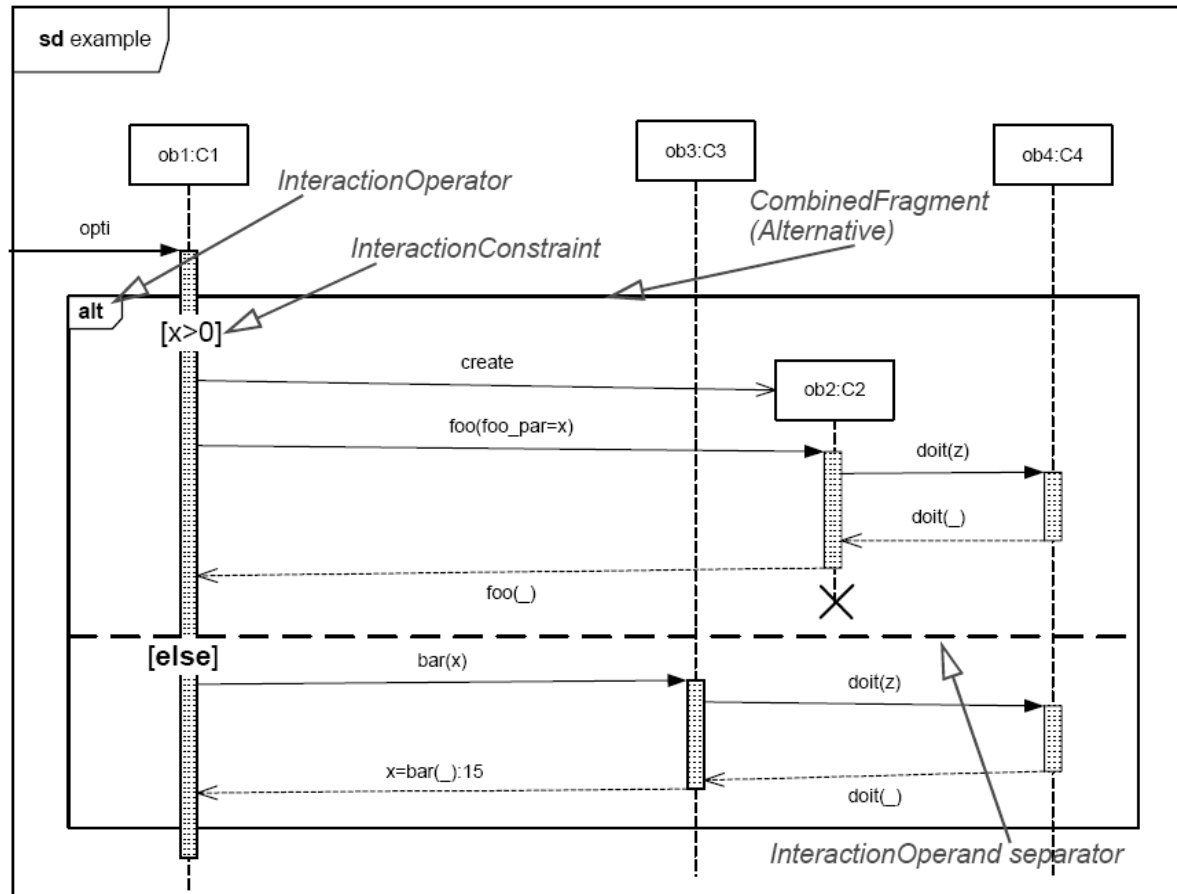 sd example
ob1:C1
ob3:C3
ob4:C4
InteractionOperator
CombinedFragment
(Alternative)
opti
InteractionConstraint
alt
[x>0]
create
ob2:C2
foo(foo_par=x)
doit(z)
doit(_)
foo(_)
[else]
bar(x)
doit(z)
x=bar(_):15
doit(_)
InteractionOperand separator